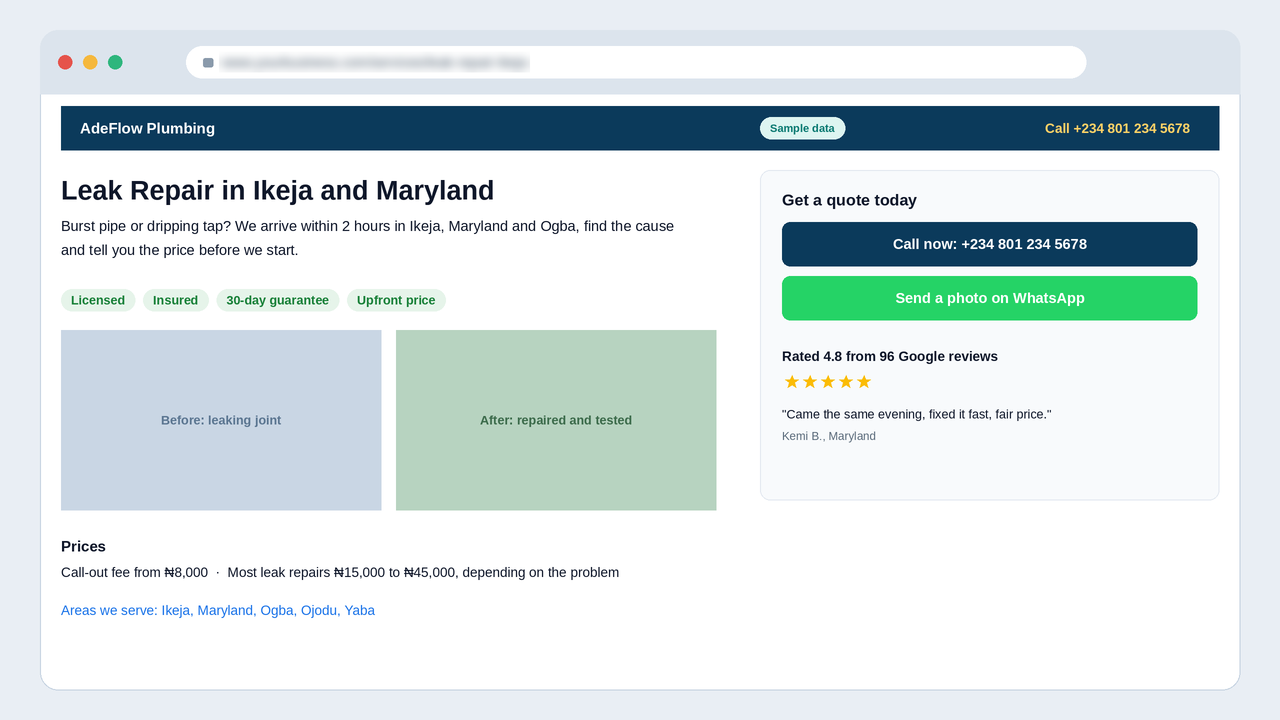 AdeFlow Plumbing
Sample data
Call +234 801 234 5678
Leak Repair in Ikeja and Maryland
Burst pipe or dripping tap? We arrive within 2 hours in Ikeja, Maryland and Ogba, find the cause
and tell you the price before we start.
Licensed
Insured
30-day guarantee
Upfront price
Before: leaking joint
After: repaired and tested
Prices
Call-out fee from ₦8,000 · Most leak repairs ₦15,000 to ₦45,000, depending on the problem
Areas we serve: Ikeja, Maryland, Ogba, Ojodu, Yaba
Get a quote today
Call now: +234 801 234 5678
Send a photo on WhatsApp
Rated 4.8 from 96 Google reviews
"Came the same evening, fixed it fast, fair price."
Kemi B., Maryland